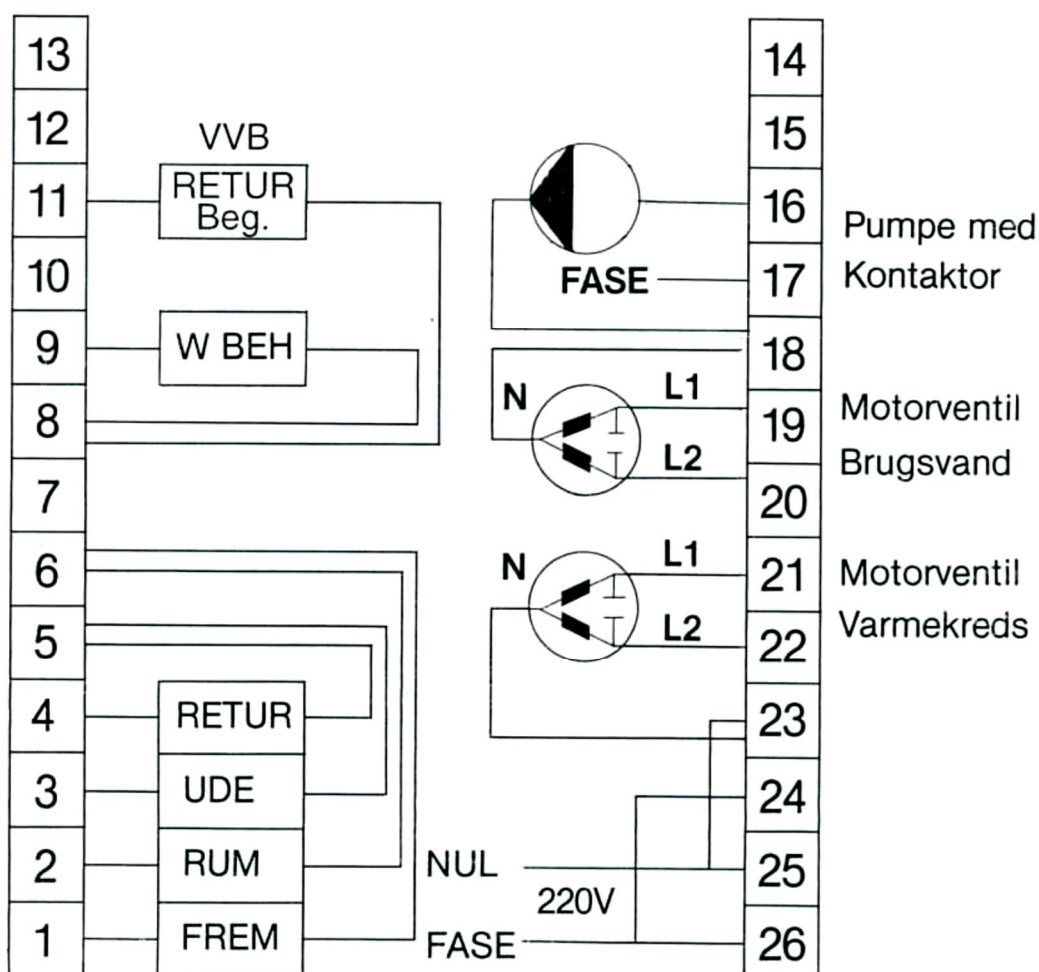 13
12
11
10
9
8
7
6
5
4
3
2
1
VVB
RETUR
Beg.
W BEH
RETUR
UDE
RUM
FREM
FASE
N
L1
L2
N
L1
L2
NUL
220V
FASE
14
15
16
17
18
19
20
21
22
23
24
25
26
Pumpe med
Kontaktor
Motorventil
Brugsvand
Motorventil
Varmekreds